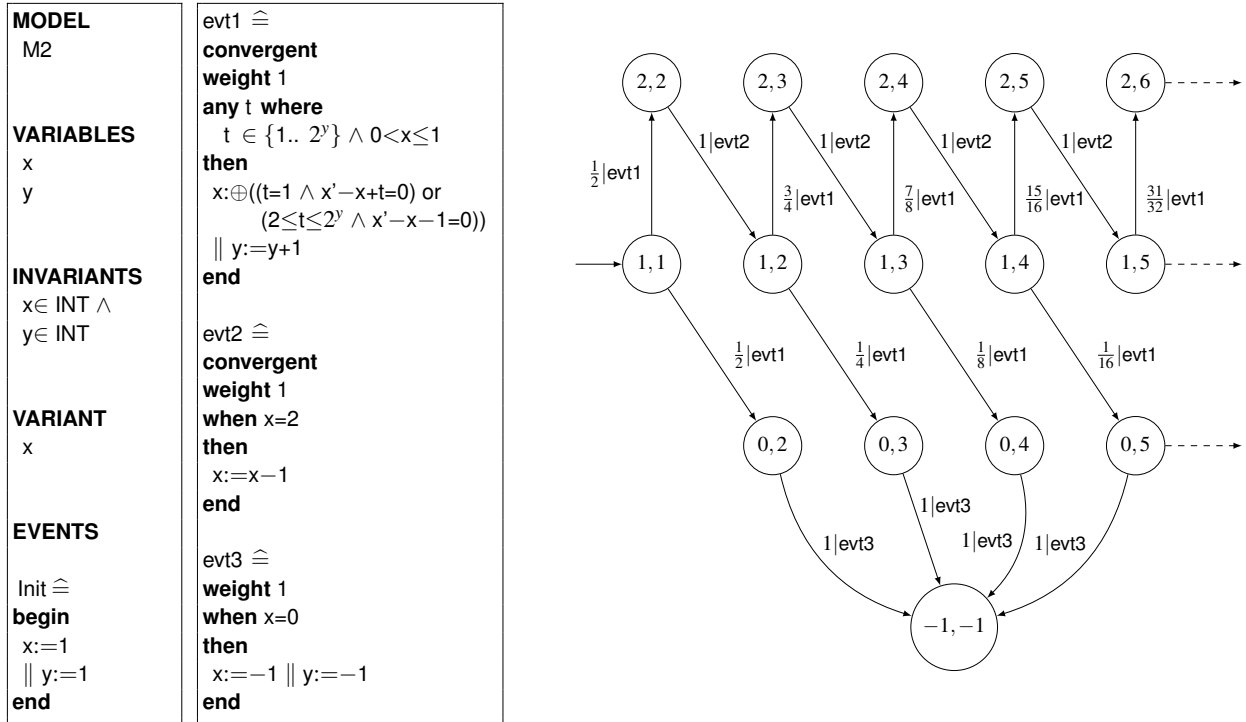 MODEL
M2
VARIABLES
x
y
INVARIANTS
x∈ INT ∧
y∈ INT
VARIANT
x
EVENTS
Init ≙
begin
x:=1
‖ y:=1
end
evt1 ≙
convergent
weight 1
any t where
t ∈ {1.. 2^y} ∧ 0<x≤1
then
x:⊕((t=1 ∧ x'−x+t=0) or
(2≤t≤2^y ∧ x'−x−1=0))
‖ y:=y+1
end
evt2 ≙
convergent
weight 1
when x=2
then
x:=x−1
end
evt3 ≙
weight 1
when x=0
then
x:=−1 ‖ y:=−1
end
2, 2
2, 3
2, 4
2, 5
2, 6
1|evt2
1|evt2
1|evt2
1|evt2
1/2|evt1
3/4|evt1
7/8|evt1
15/16|evt1
31/32|evt1
1, 1
1, 2
1, 3
1, 4
1, 5
1/2|evt1
1/4|evt1
1/8|evt1
1/16|evt1
0, 2
0, 3
0, 4
0, 5
1|evt3
1|evt3
1|evt3
1|evt3
−1, −1